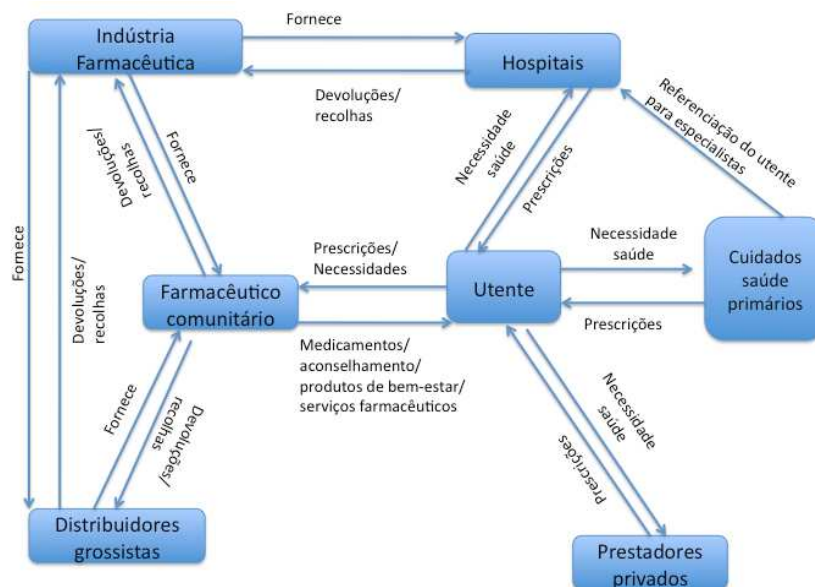 Indústria
Farmacêutica
Fornece
Hospitais
Devoluções/
recolhas
Referenciação do utente
para especialistas
Devoluções/
recolhas
Fornece
Necessidade
saúde
Prescrições
Fornece
Devoluções/
recolhas
Farmacêutico
comunitário
Prescrições/
Necessidades
Utente
Necessidade
saúde
Cuidados
saúde
primários
Prescrições
Medicamentos/
aconselhamento/
produtos de bem-estar/
serviços farmacêuticos
Fornece
Devoluções/
recolhas
Necessidade
saúde
Prescrições
Distribuidores
grossistas
Prestadores
privados